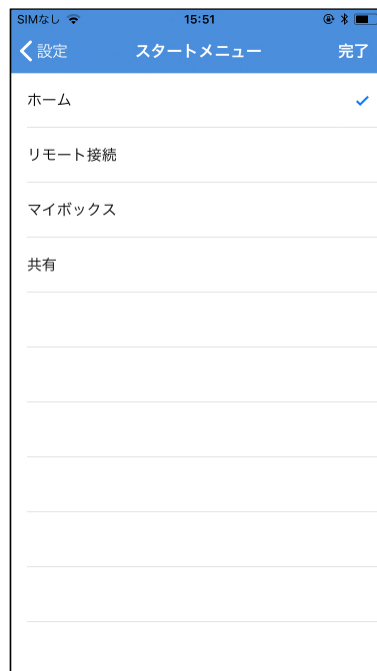 SIMなし 15:51
設定 スタートメニュー 完了
ホーム
リモート接続
マイボックス
共有